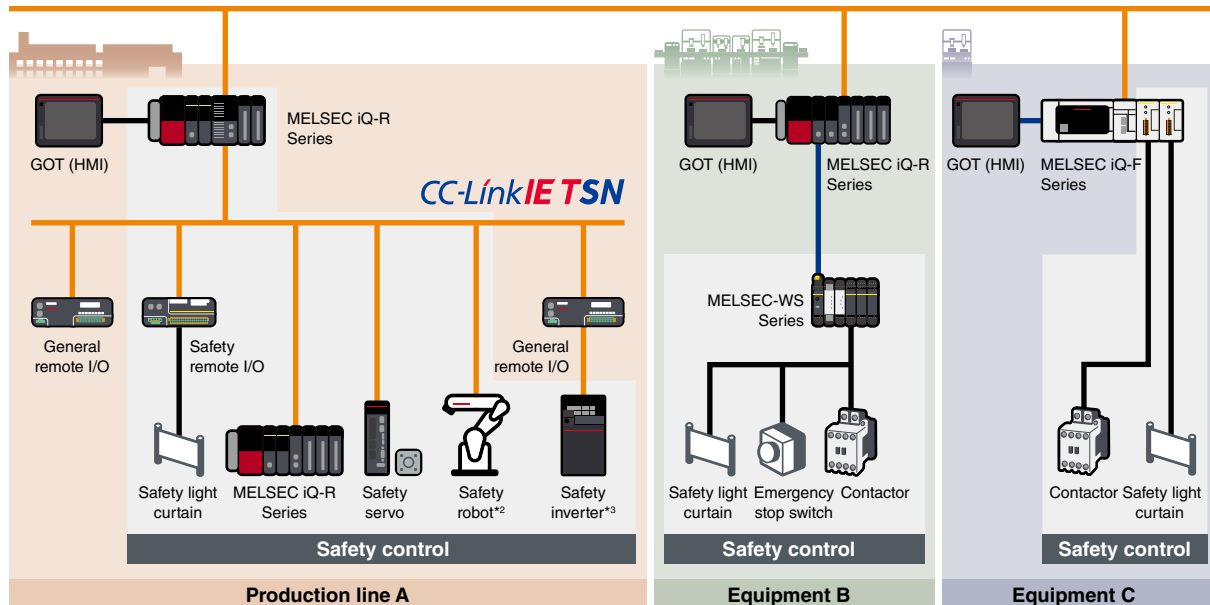 GOT (HMI)
MELSEC iQ-R
Series
CC-Link IE TSN
General
remote I/O
Safety
remote I/O
General
remote I/O
Safety light
curtain
MELSEC iQ-R
Series
Safety
servo
Safety
robot*2
Safety
inverter*3
Safety control
Production line A
GOT (HMI)
MELSEC iQ-R
Series
MELSEC-WS
Series
Safety light
curtain
Emergency
stop switch
Contactor
Safety control
Equipment B
GOT (HMI)
MELSEC iQ-F
Series
Contactor
Safety light
curtain
Safety control
Equipment C